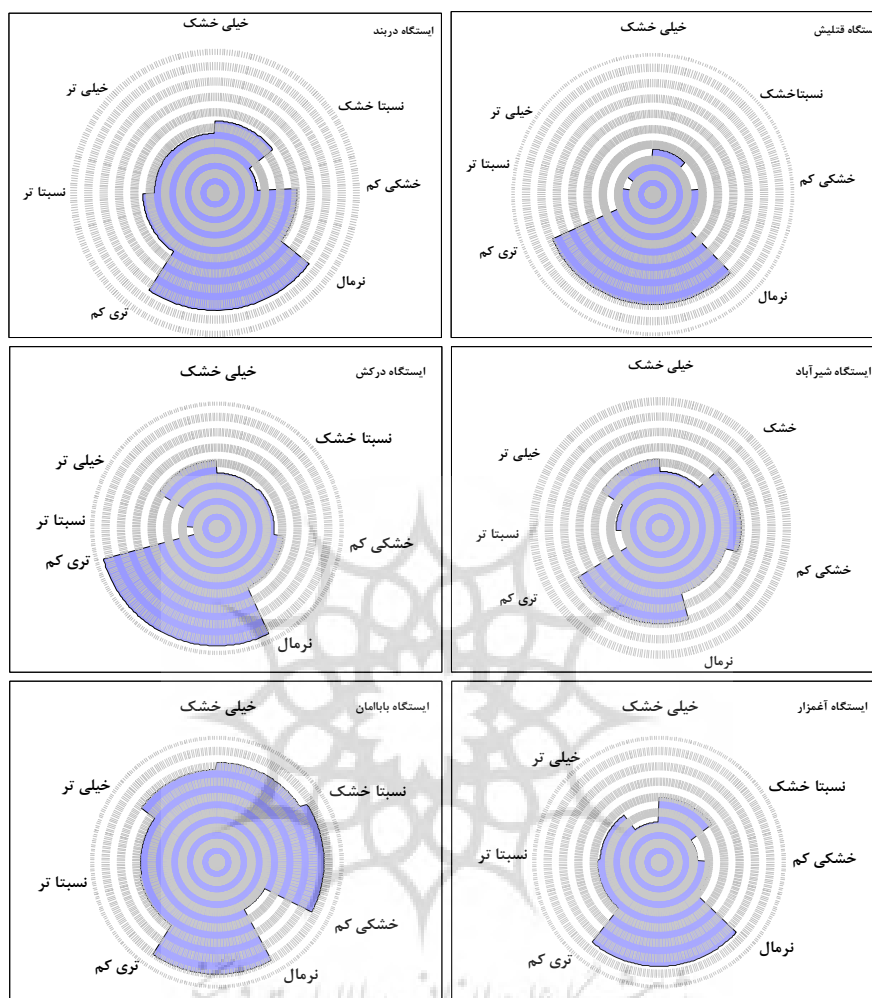 ایستگاه دربند
خیلی خشک
نسبتا خشک
خشکی کم
نرمال
تری کم
نسبتا تر
خیلی تر
ستگاه قتلیش
خیلی خشک
نسبتاخشک
خشکی کم
نرمال
تری کم
نسبتا تر
خیلی تر
ایستگاه درکش
خیلی خشک
نسبتا خشک
خشکی کم
نرمال
تری کم
نسبتا تر
خیلی تر
ایستگاه شیرآباد
خیلی خشک
خشک
خشکی کم
نرمال
تری کم
نسبتا تر
خیلی تر
ایستگاه باباامان
خیلی خشک
نسبتا خشک
خشکی کم
نرمال
تری کم
نسبتا تر
خیلی تر
ایستگاه آغمزار
خیلی خشک
نسبتا خشک
خشکی کم
نرمال
تری کم
نسبتا تر
خیلی تر